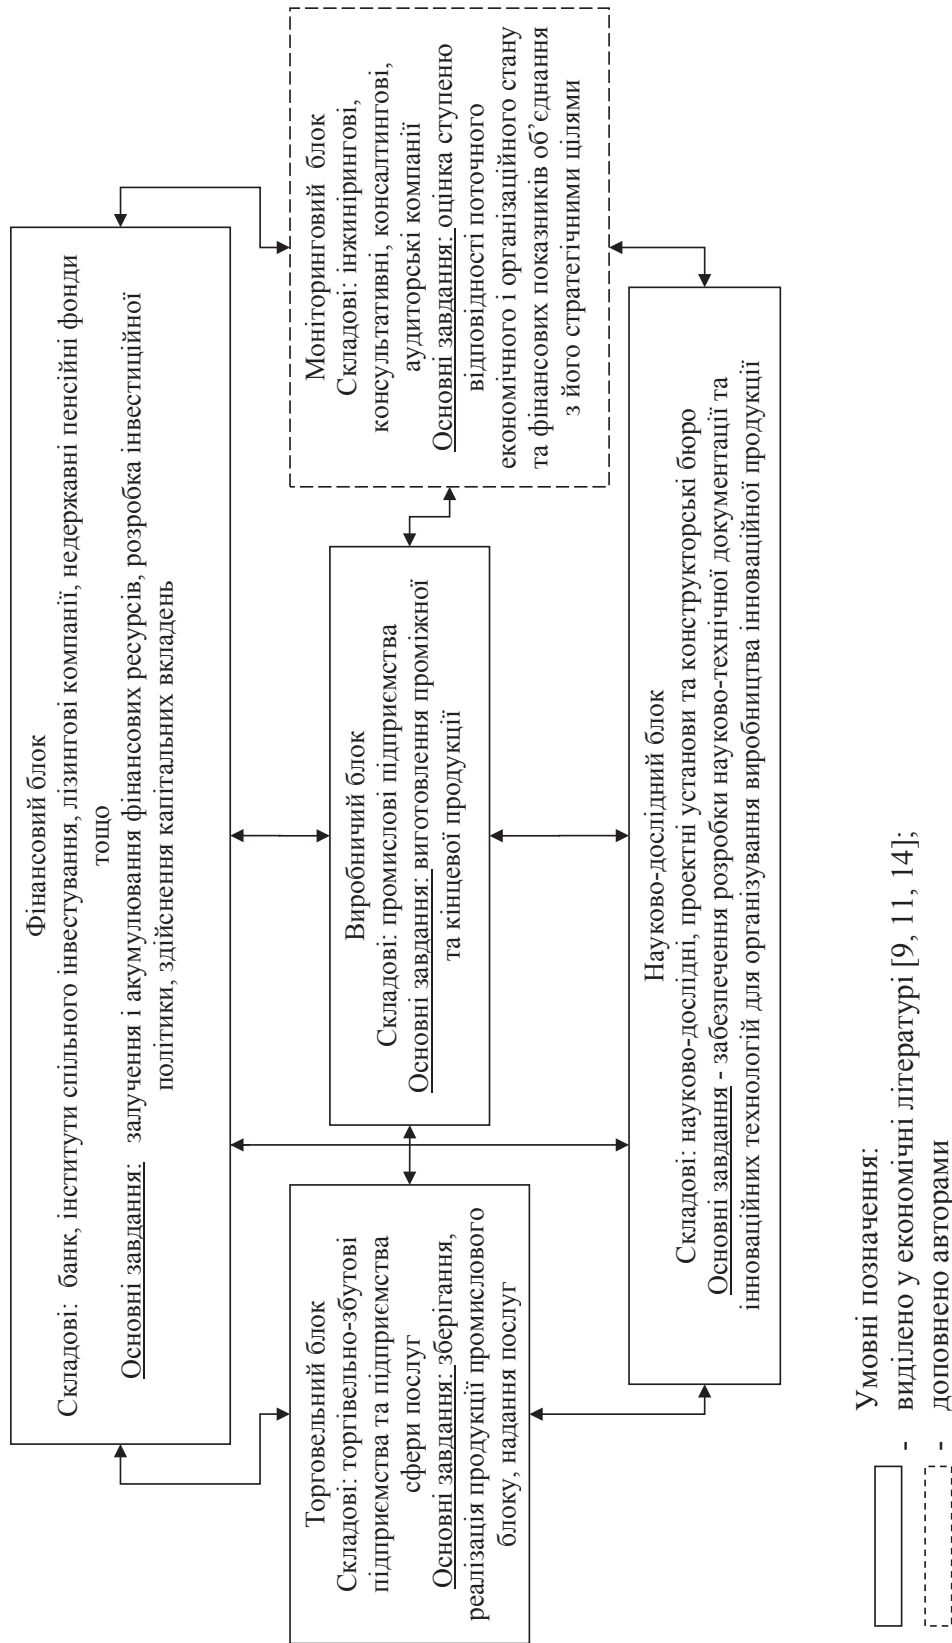 Фінансовий блок
Складові: банк, інститути спільного інвестування, лізингові компанії, недержавні пенсійні фонди
тощо
Основні завдання: залучення і акумулювання фінансових ресурсів, розробка інвестиційної
політики, здійснення капітальних вкладень
Торговельний блок
Складові: торгівельно-збутові
підприємства та підприємства
сфери послуг
Основні завдання: зберігання,
реалізація продукції промислового
блоку, надання послуг
Виробничий блок
Складові: промислові підприємства
Основні завдання: виготовлення проміжної
та кінцевої продукції
Моніторинговий блок
Складові: інжинірингові,
консультативні, консалтингові,
аудиторські компанії
Основні завдання: оцінка ступеню
відповідності поточного
економічного і організаційного стану
та фінансових показників об’єднання
з його стратегічними цілями
Науково-дослідний блок
Складові: науково-дослідні, проектні установи та конструкторські бюро
Основні завдання - забезпечення розробки науково-технічної документації та
інноваційних технологій для організування виробництва інноваційної продукції
Умовні позначення:
- виділено у економічні літературі [9, 11, 14];
- доповнено авторами